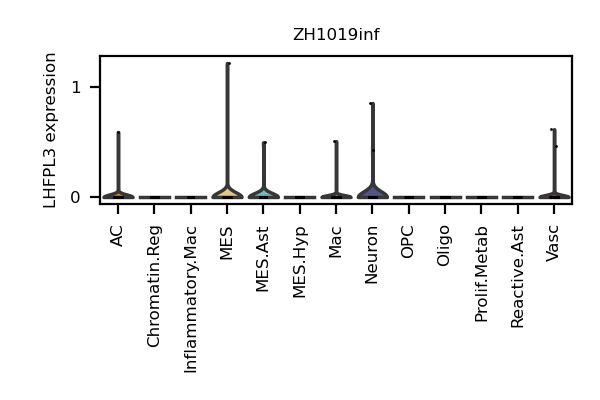 ZH1019inf
LHFPL3 expression
1
0
AC
Chromatin.Reg
Inflammatory.Mac
MES
MES.Ast
MES.Hyp
Mac
Neuron
OPC
Oligo
Prolif.Metab
Reactive.Ast
Vasc